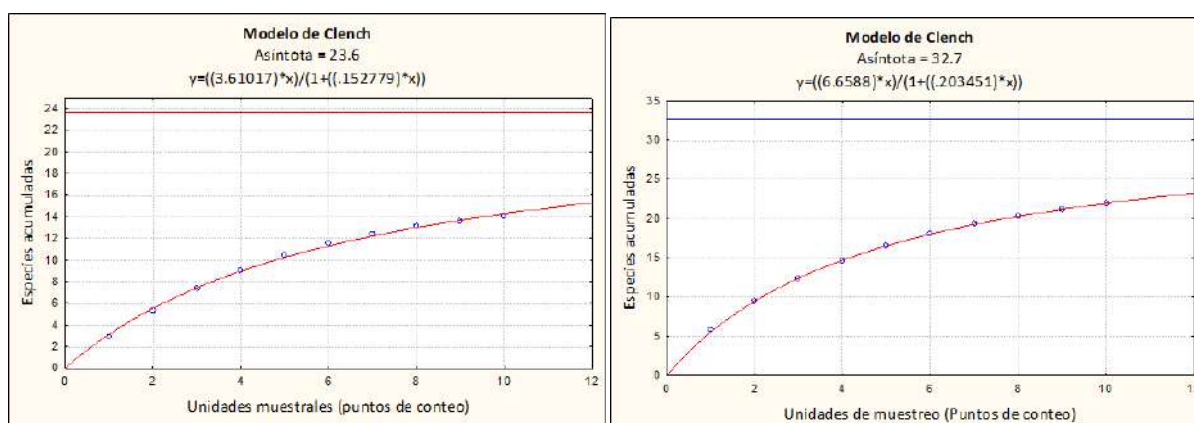 Modelo de Clench
Asíntota = 23.6
y=((3.61017)*x)/(1+((.152779)*x))
Especies acumuladas
24
22
20
18
16
14
12
10
8
6
4
2
0
0 2 4 6 8 10 12
Unidades muestrales (puntos de conteo)
Modelo de Clench
Asíntota = 32.7
y=((6.6588)*x)/(1+((.203451)*x))
Especies acumuladas
35
30
25
20
15
10
5
0
0 2 4 6 8 10 12
Unidades de muestreo (Puntos de conteo)